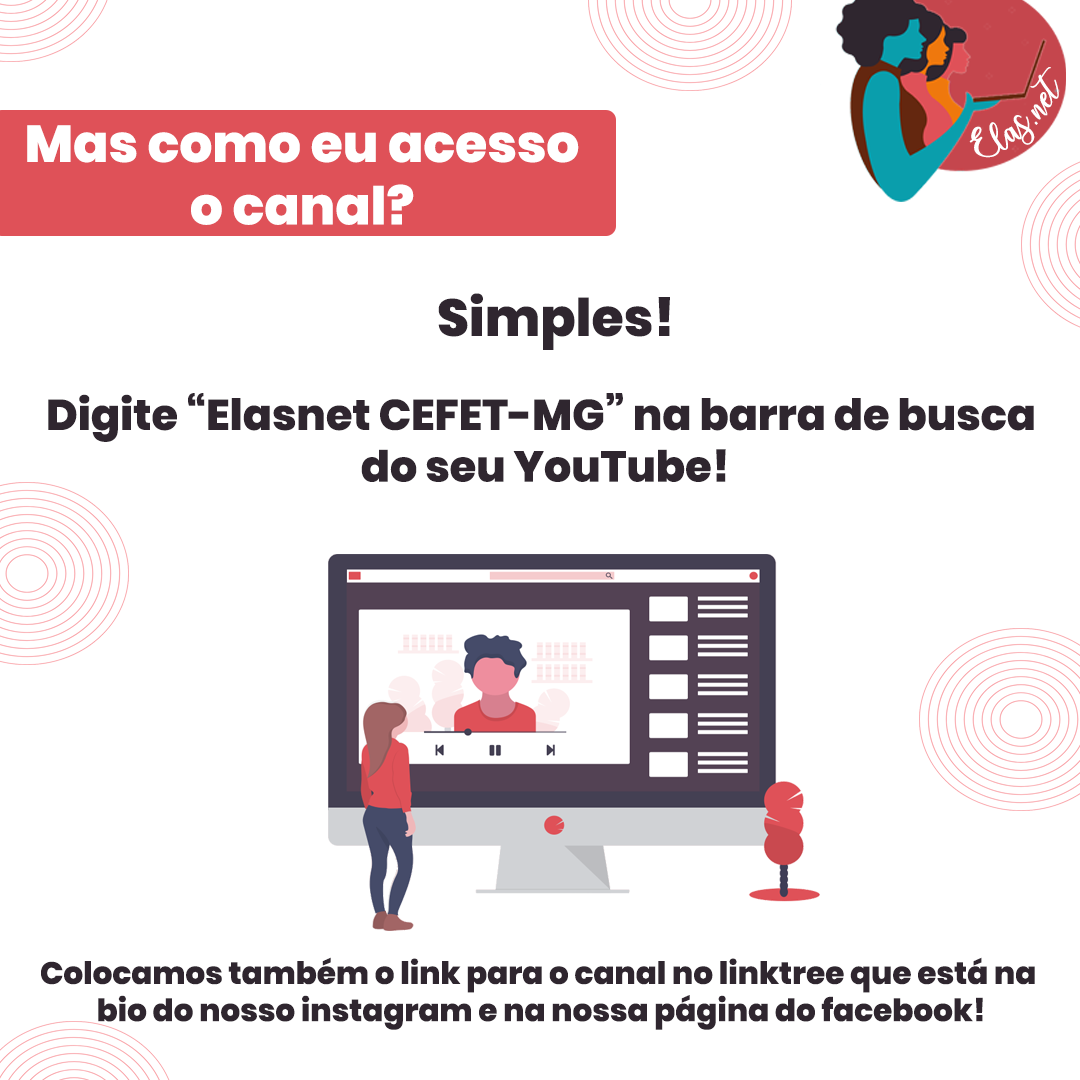 Elas.net
Mas como eu acesso
o canal?
Simples!
Digite “Elasnet CEFET-MG” na barra de busca
do seu YouTube!
Colocamos também o link para o canal no linktree que está na
bio do nosso instagram e na nossa página do facebook!